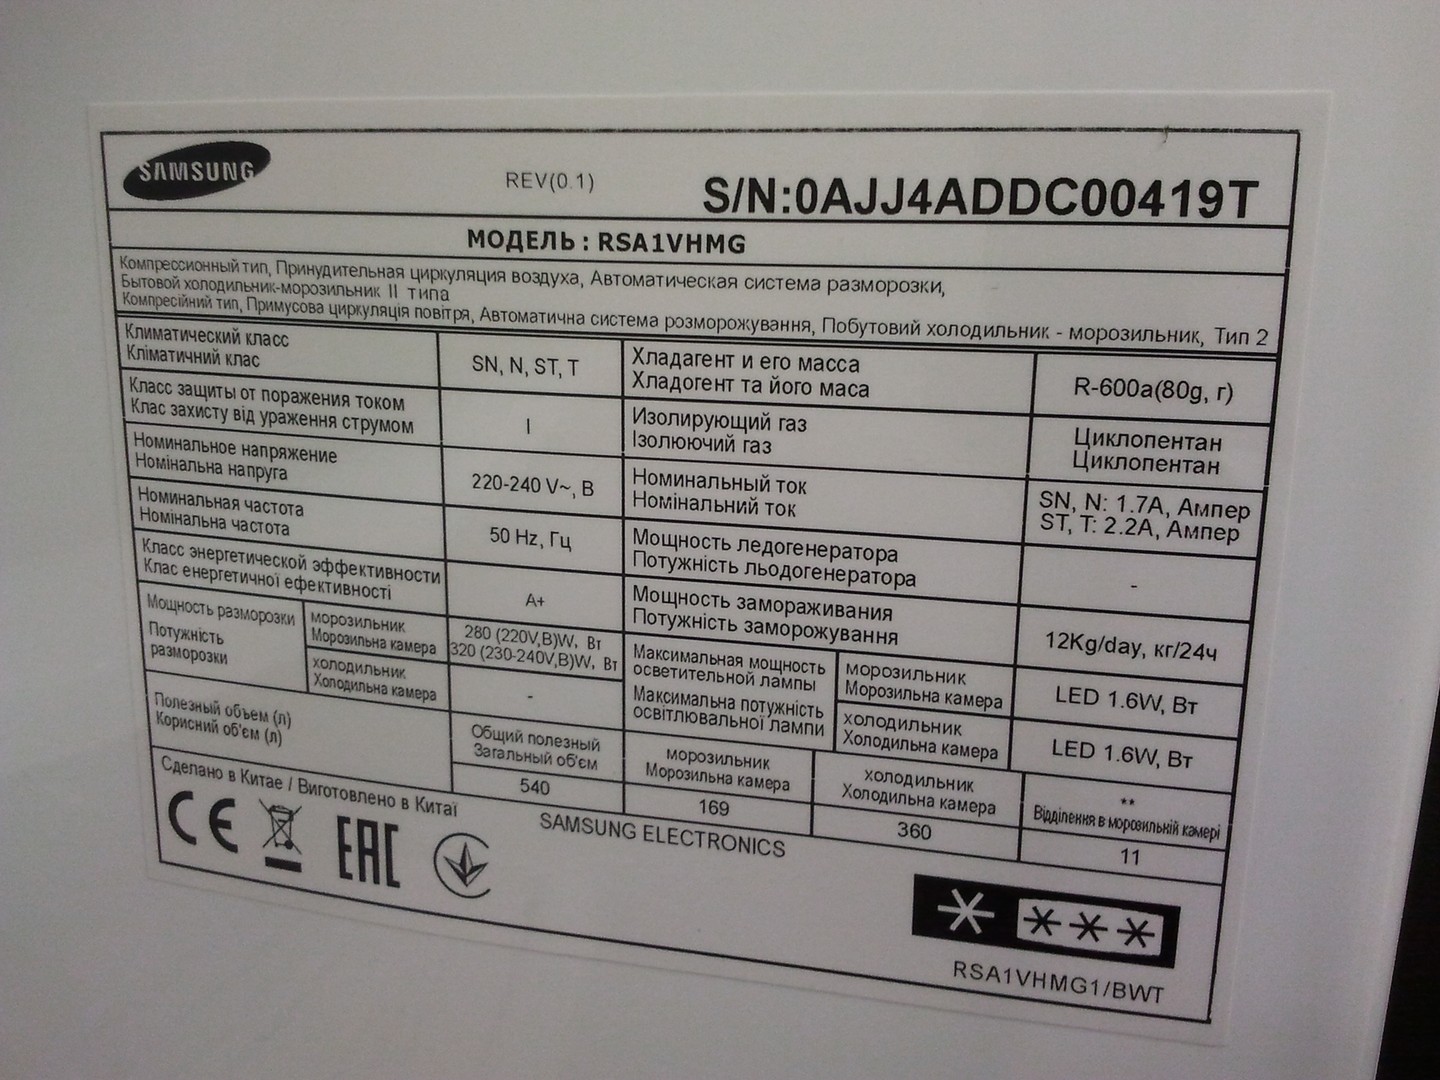 SAMSUNG
REV(0.1)
S/N:0AJJ4ADDC00419T
МОДЕЛЬ : RSA1VHMG
Компрессионный тип, Принудительная циркуляция воздуха, Автоматическая система разморозки,
Бытовой холодильник-морозильник II типа
Компресійний тип, Примусова циркуляція повітря, Автоматична система розморожування, Побутовий холодильник - морозильник, Тип 2
Климатический класс
Кліматичний клас
SN, N, ST, T
Хладагент и его масса
Хладогент та його маса
R-600a(80g, г)
Класс защиты от поражения током
Клас захисту від ураження струмом
I
Изолирующий газ
Ізолюючий газ
Циклопентан
Циклопентан
Номинальное напряжение
Номінальна напруга
220-240 V~, В
Номинальный ток
Номінальний ток
SN, N: 1.7A, Ампер
ST, T: 2.2A, Ампер
Номинальная частота
Номінальна частота
50 Hz, Гц
Мощность ледогенератора
Потужність льодогенератора
-
Класс энергетической эффективности
Клас енергетичної ефективності
A+
Мощность замораживания
Потужність заморожування
12Kg/day, кг/24ч
Мощность разморозки
Потужність
разморозки
морозильник
Морозильна камера
280 (220V,В)W, Вт
320 (230-240V,В)W, Вт
холодильник
Холодильна камера
-
Максимальная мощность
осветительной лампы
Максимальна потужність
освітлювальної лампи
морозильник
Морозильна камера
LED 1.6W, Вт
холодильник
Холодильна камера
LED 1.6W, Вт
Полезный объем (л)
Корисний об'єм (л)
Общий полезный
Загальный об'єм
540
морозильник
Морозильна камера
169
холодильник
Холодильна камера
360
**
Відділення в морозильній камері
11
Сделано в Китае / Виготовлено в Китаї
SAMSUNG ELECTRONICS
CE
EAC
RSA1VHMG1/BWT